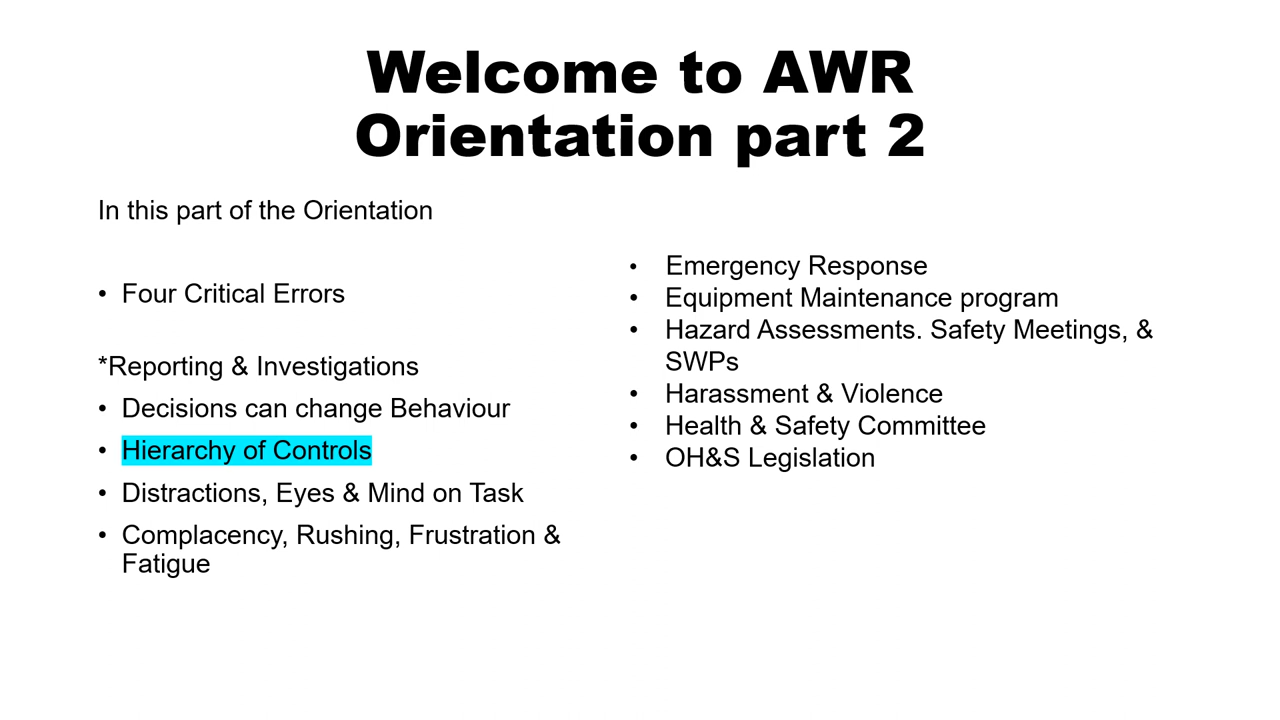 Welcome to AWR
Orientation part 2
In this part of the Orientation
• Four Critical Errors
*Reporting & Investigations
• Decisions can change Behaviour
• Hierarchy of Controls
• Distractions, Eyes & Mind on Task
• Complacency, Rushing, Frustration &
Fatigue
• Emergency Response
• Equipment Maintenance program
• Hazard Assessments. Safety Meetings, &
SWPs
• Harassment & Violence
• Health & Safety Committee
• OH&S Legislation